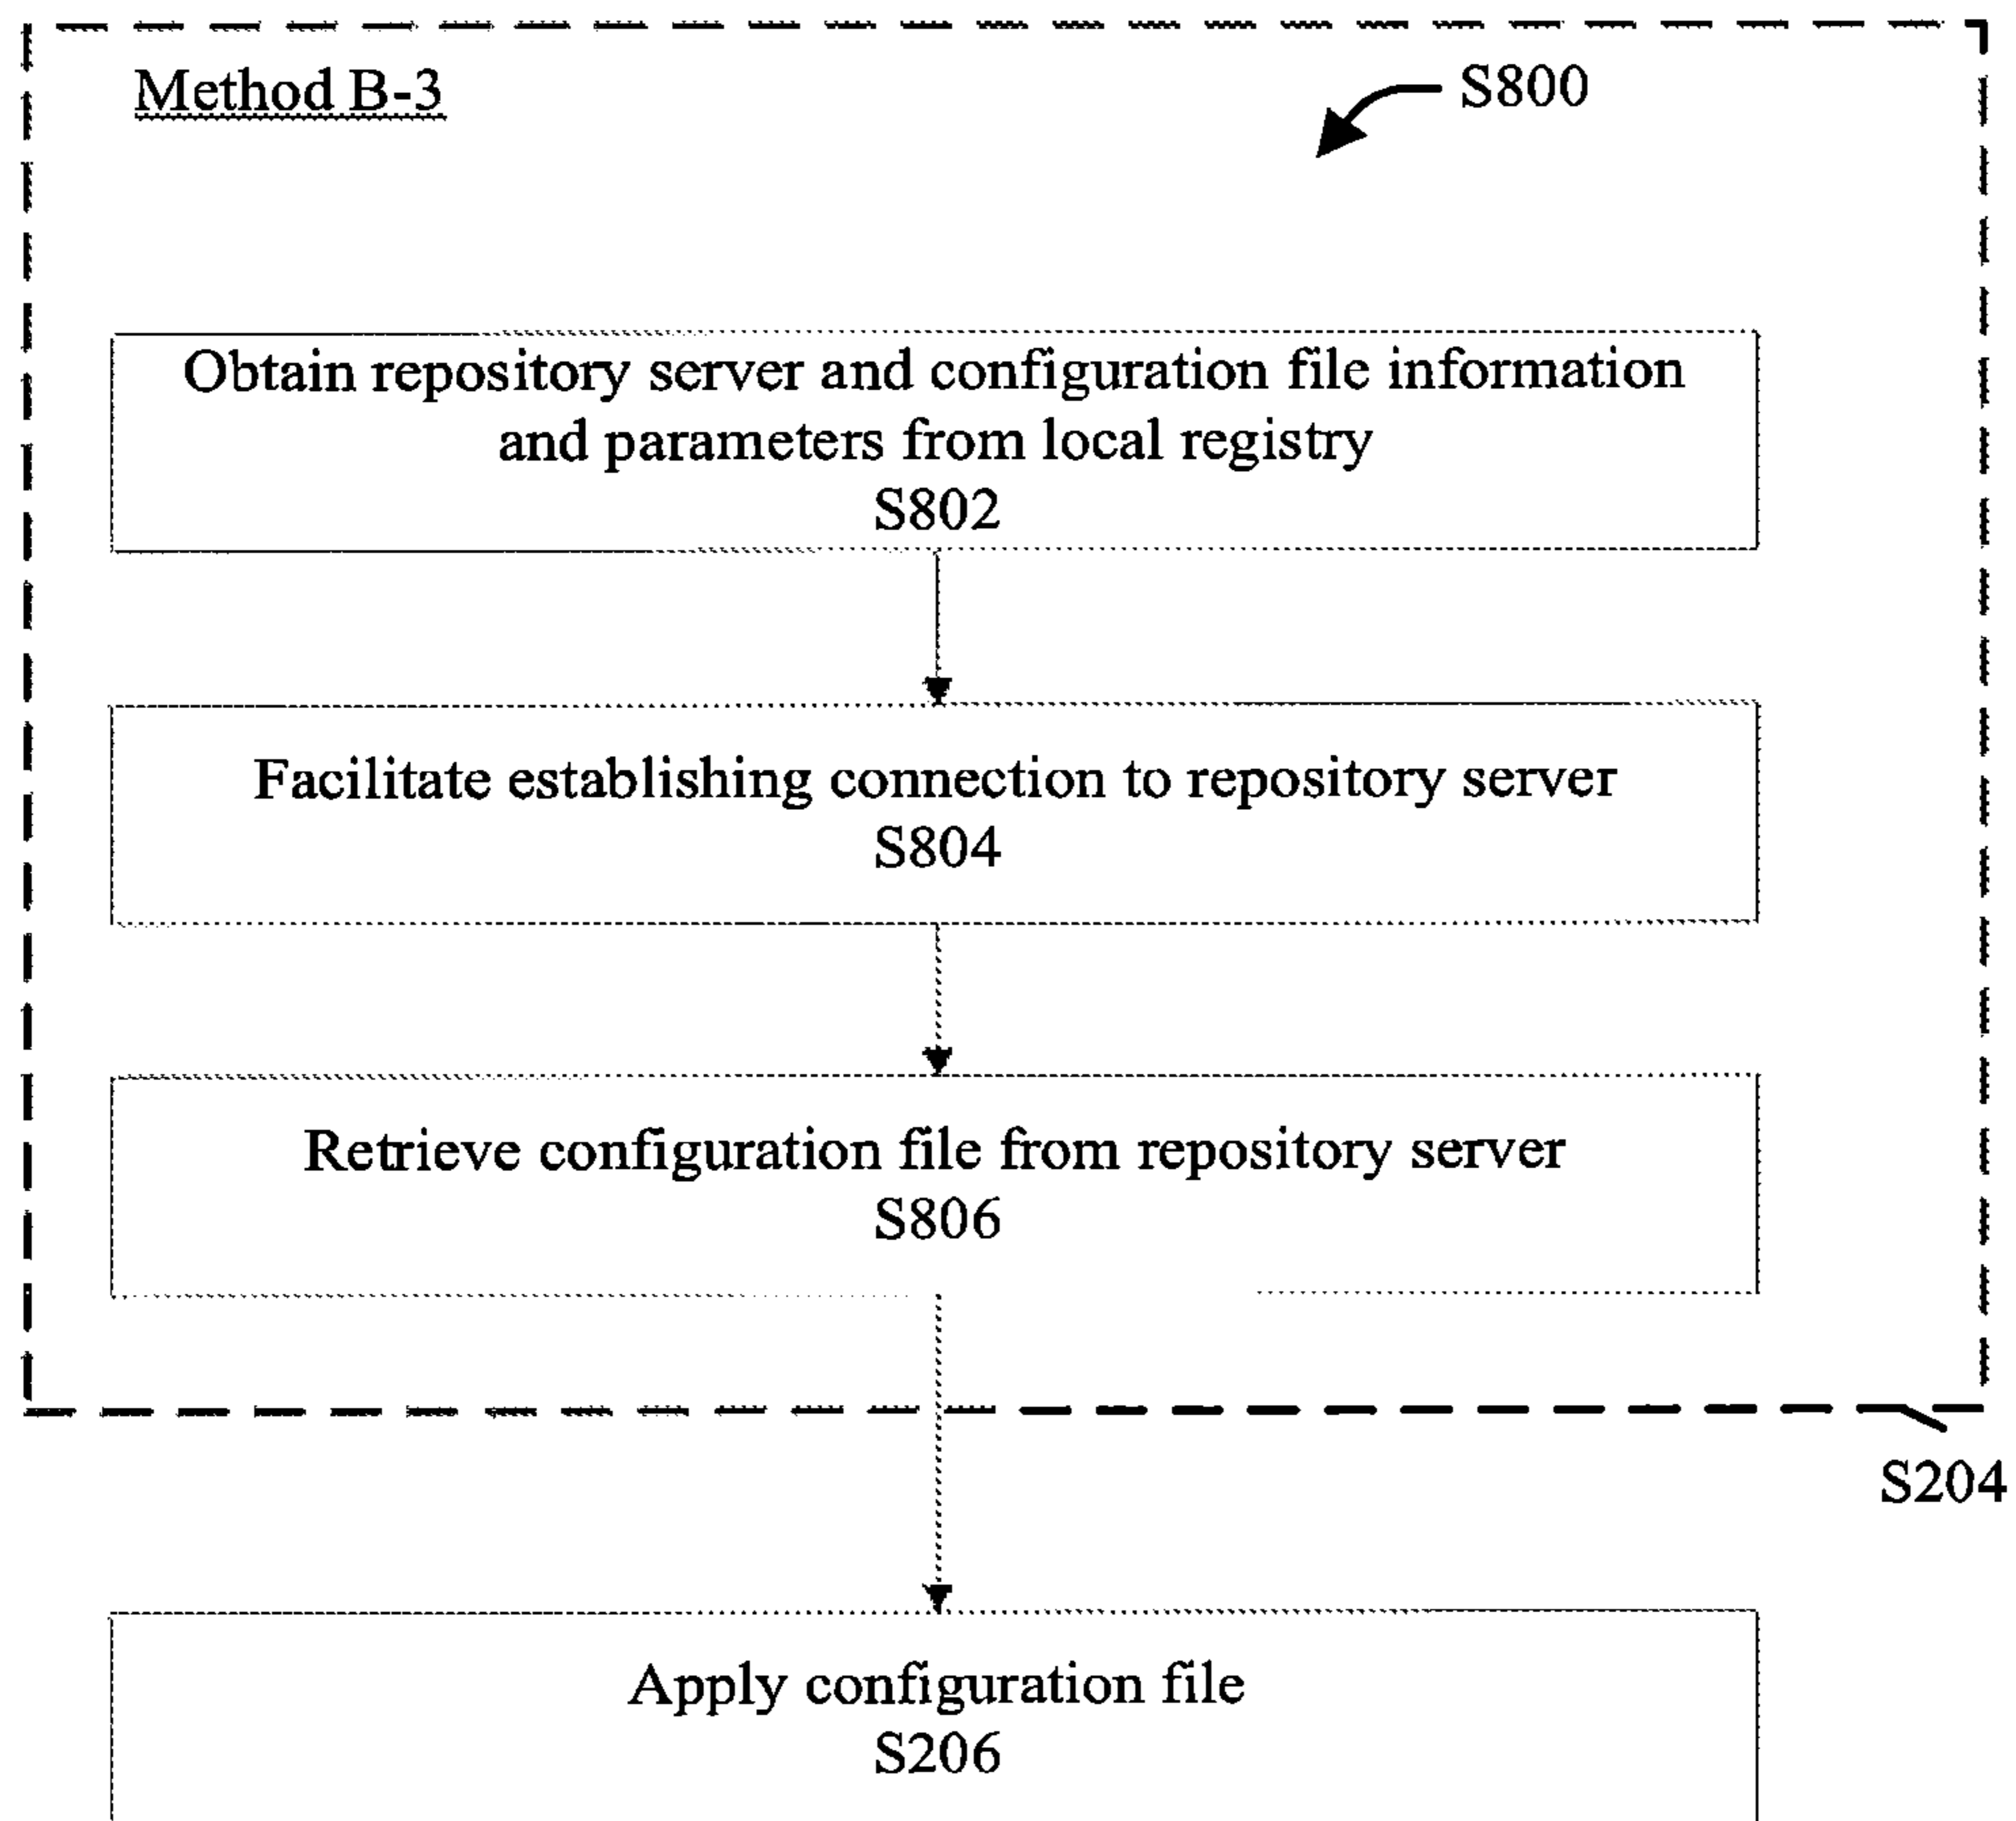 Method B-3
S800
Obtain repository server and configuration file information
and parameters from local registry
S802
Facilitate establishing connection to repository server
S804
Retrieve configuration file from repository server
S806
S204
Apply configuration file
S206